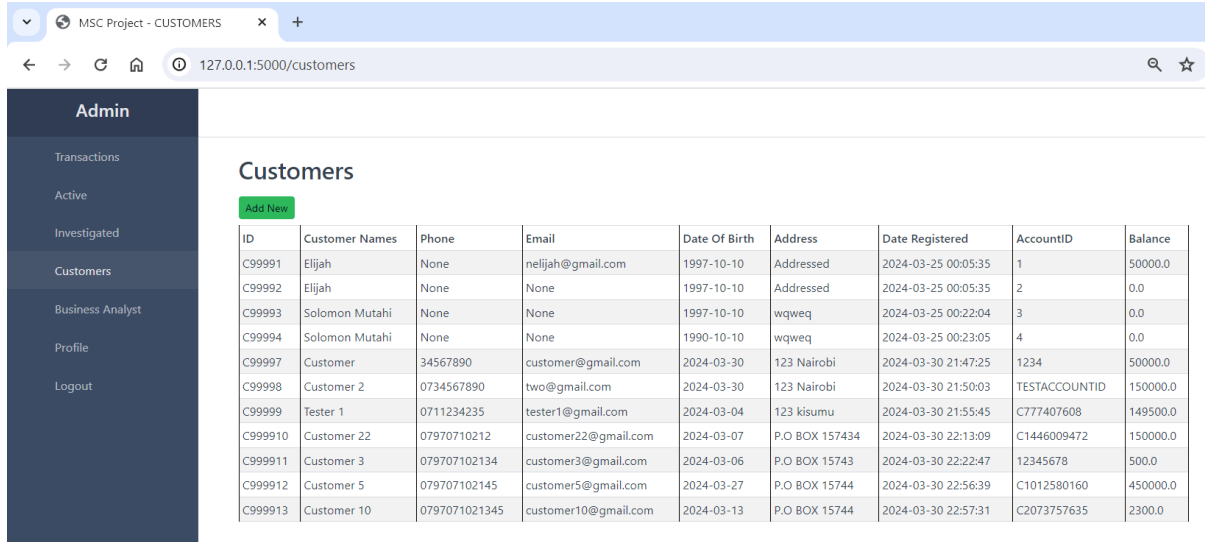 MSC Project - CUSTOMERS
127.0.0.1:5000/customers
Admin
Transactions
Active
Investigated
Customers
Business Analyst
Profile
Logout
Customers
Add New
ID Customer Names Phone Email Date Of Birth Address Date Registered AccountID Balance
C99991 Elijah None nelijah@gmail.com 1997-10-10 Addressed 2024-03-25 00:05:35 1 50000.0
C99992 Elijah None None 1997-10-10 Addressed 2024-03-25 00:05:35 2 0.0
C99993 Solomon Mutahi None None 1997-10-10 wqweq 2024-03-25 00:22:04 3 0.0
C99994 Solomon Mutahi None None 1990-10-10 wqweq 2024-03-25 00:23:05 4 0.0
C99997 Customer 34567890 customer@gmail.com 2024-03-30 123 Nairobi 2024-03-30 21:47:25 1234 50000.0
C99998 Customer 2 0734567890 two@gmail.com 2024-03-30 123 Nairobi 2024-03-30 21:50:03 TESTACCOUNTID 150000.0
C99999 Tester 1 0711234235 tester1@gmail.com 2024-03-04 123 kisumu 2024-03-30 21:55:45 C777407608 149500.0
C999910 Customer 22 07970710212 customer22@gmail.com 2024-03-07 P.O BOX 157434 2024-03-30 22:13:09 C1446009472 150000.0
C999911 Customer 3 079707102134 customer3@gmail.com 2024-03-06 P.O BOX 15743 2024-03-30 22:22:47 12345678 500.0
C999912 Customer 5 079707102145 customer5@gmail.com 2024-03-27 P.O BOX 15744 2024-03-30 22:56:39 C1012580160 450000.0
C999913 Customer 10 0797071021345 customer10@gmail.com 2024-03-13 P.O BOX 15744 2024-03-30 22:57:31 C2073757635 2300.0